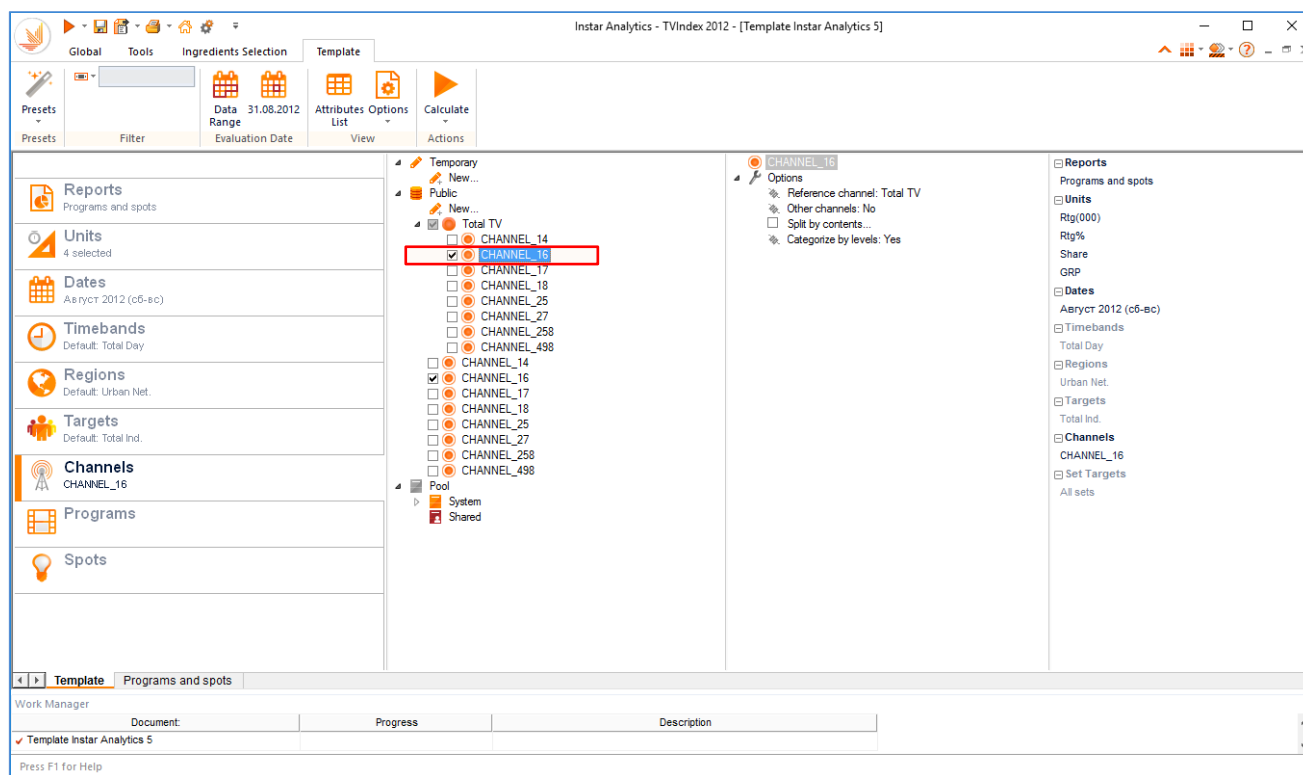 Instar Analytics - TVIndex 2012 - [Template Instar Analytics 5]
Global Tools Ingredients Selection Template
Presets
Data Range
31.08.2012
Attributes List
Options
Calculate
Presets Filter Evaluation Date View Actions
Reports
Programs and spots
Units
4 selected
Dates
Август 2012 (сб-вс)
Timebands
Default: Total Day
Regions
Default: Urban Net.
Targets
Default: Total Ind.
Channels
CHANNEL_16
Programs
Spots
Temporary
New...
Public
New...
Total TV
CHANNEL_14
CHANNEL_16
CHANNEL_17
CHANNEL_18
CHANNEL_25
CHANNEL_27
CHANNEL_258
CHANNEL_498
CHANNEL_14
CHANNEL_16
CHANNEL_17
CHANNEL_18
CHANNEL_25
CHANNEL_27
CHANNEL_258
CHANNEL_498
Pool
System
Shared
CHANNEL_16
Options
Reference channel: Total TV
Other channels: No
Split by contents...
Categorize by levels: Yes
Reports
Programs and spots
Units
Rtg(000)
Rtg%
Share
GRP
Dates
Август 2012 (сб-вс)
Timebands
Total Day
Regions
Urban Net.
Targets
Total Ind.
Channels
CHANNEL_16
Set Targets
All sets
Template Programs and spots
Work Manager
Document: Progress Description
Template Instar Analytics 5
Press F1 for Help